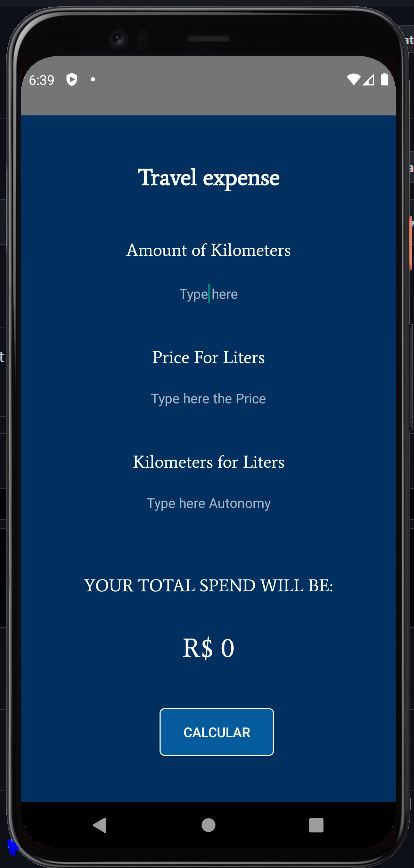 6:39
Travel expense
Amount of Kilometers
Type here
Price For Liters
Type here the Price
Kilometers for Liters
Type here Autonomy
YOUR TOTAL SPEND WILL BE:
R$ 0
CALCULAR